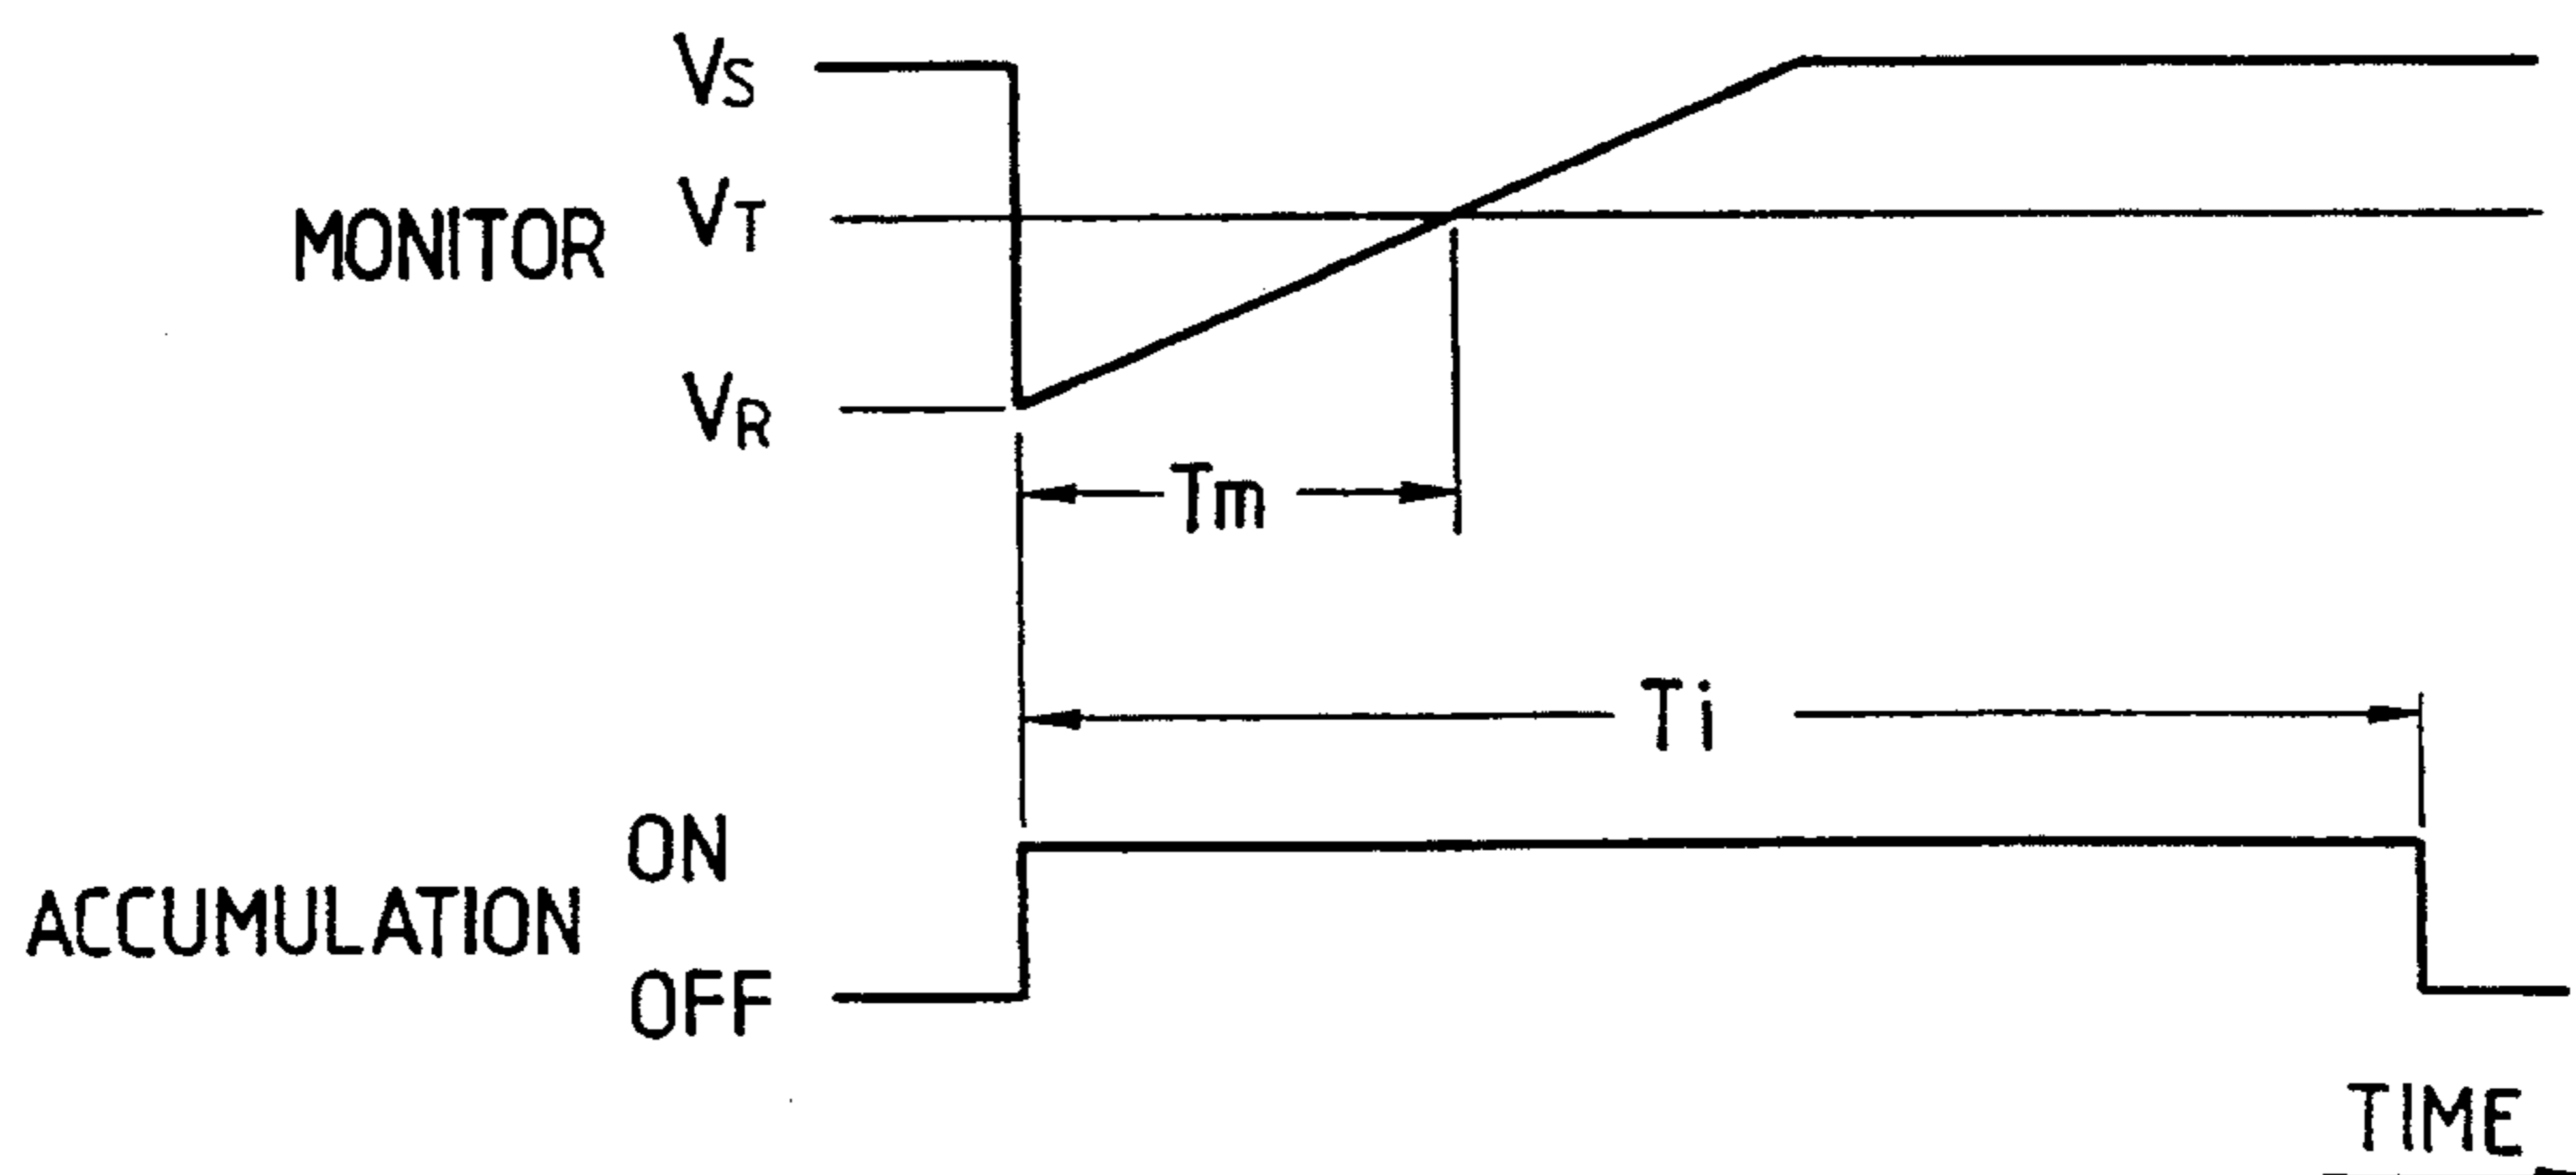 VS
MONITOR VT
VR
Tm
Ti
ON
ACCUMULATION
OFF
TIME